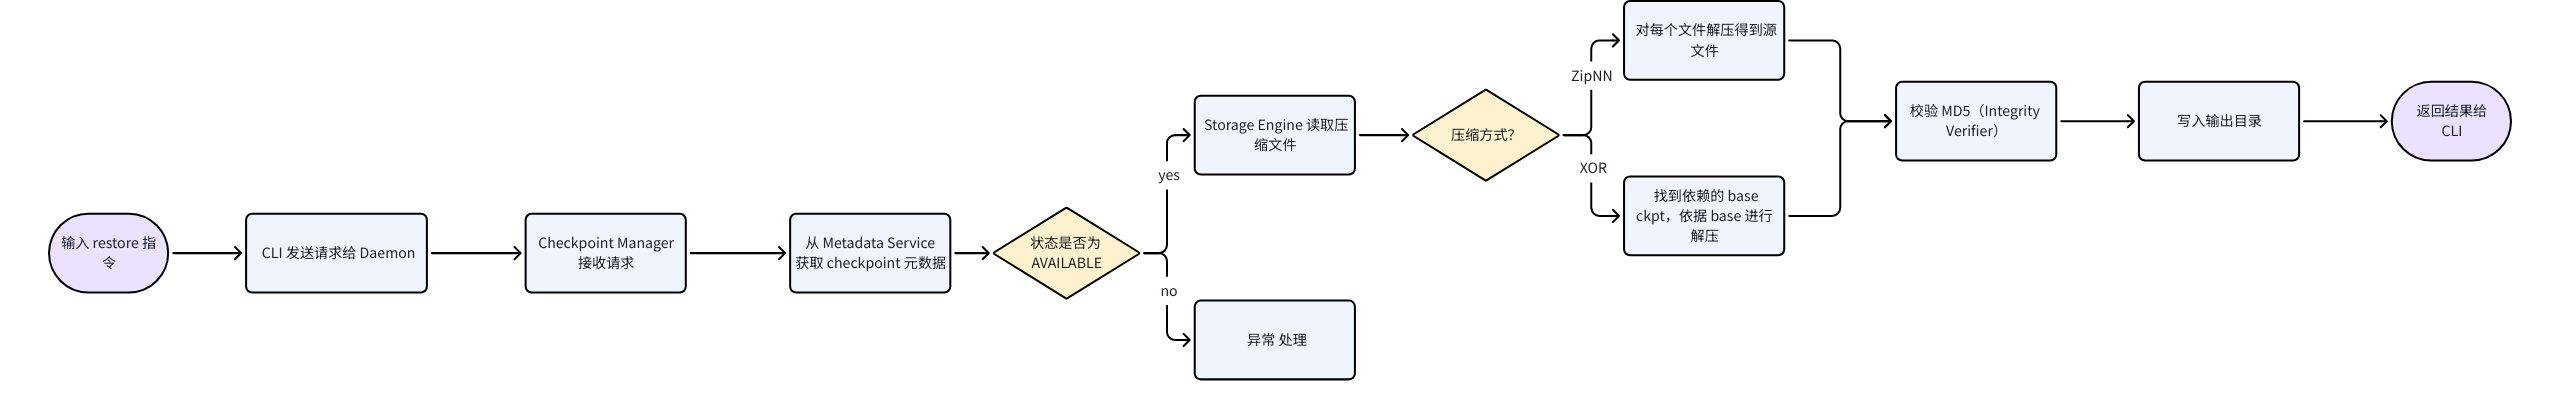 输入 restore 指
令
CLI 发送请求给 Daemon
Checkpoint Manager
接收请求
从 Metadata Service
获取 checkpoint 元数据
状态是否为
AVAILABLE
yes
no
Storage Engine 读取压
缩文件
异常 处理
压缩方式？
ZipNN
XOR
对每个文件解压得到源
文件
找到依赖的 base
ckpt，依据 base 进行
解压
校验 MD5（Integrity
Verifier）
写入输出目录
返回结果给
CLI